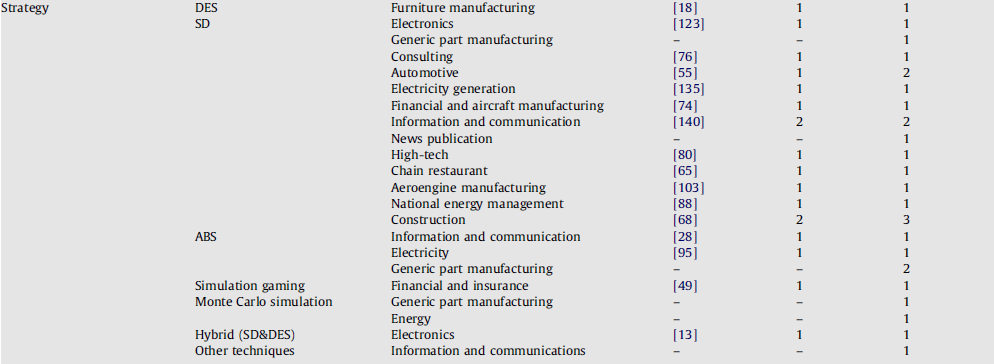 Strategy DES Furniture manufacturing [18] 1 1
SD Electronics [123] 1 1
Generic part manufacturing – – 1
Consulting [76] 1 1
Automotive [55] 1 2
Electricity generation [135] 1 1
Financial and aircraft manufacturing [74] 1 1
Information and communication [140] 2 2
News publication – – 1
High-tech [80] 1 1
Chain restaurant [65] 1 1
Aeroengine manufacturing [103] 1 1
National energy management [88] 1 1
Construction [68] 2 3
ABS Information and communication [28] 1 1
Electricity [95] 1 1
Generic part manufacturing – – 2
Simulation gaming Financial and insurance [49] 1 1
Monte Carlo simulation Generic part manufacturing – – 1
Energy – – 1
Hybrid (SD&DES) Electronics [13] 1 1
Other techniques Information and communications – – 1